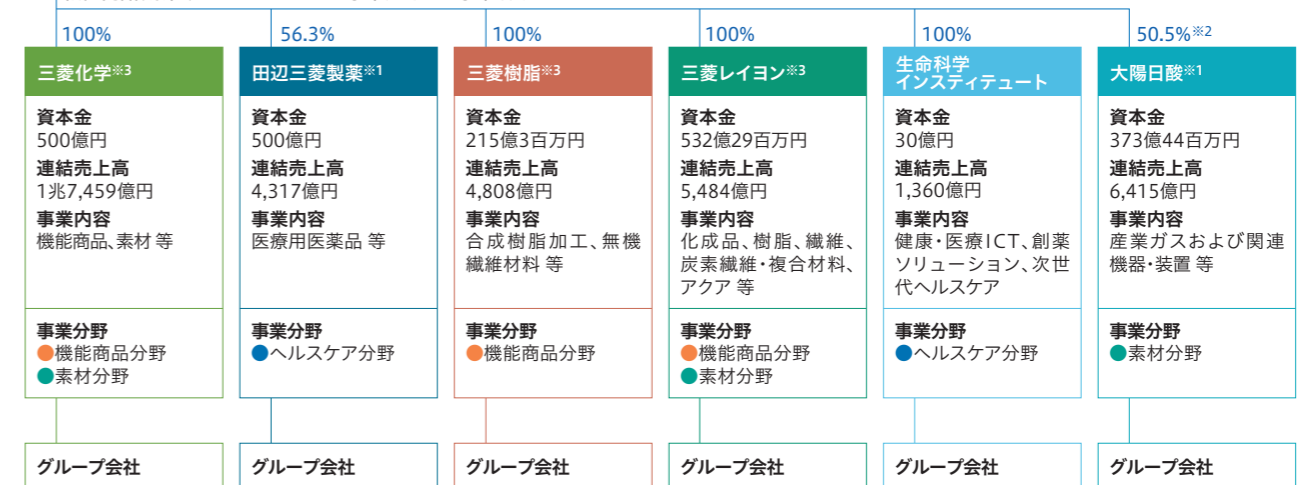 100%
56.3%
100%
100%
100%
50.5%※2
三菱化学※3
資本金
500億円
連結売上高
1兆7,459億円
事業内容
機能商品、素材 等
事業分野
●機能商品分野
●素材分野
グループ会社
田辺三菱製薬※1
資本金
500億円
連結売上高
4,317億円
事業内容
医療用医薬品 等
事業分野
●ヘルスケア分野
グループ会社
三菱樹脂※3
資本金
215億3百万円
連結売上高
4,808億円
事業内容
合成樹脂加工、無機
繊維材料 等
事業分野
●機能商品分野
グループ会社
三菱レイヨン※3
資本金
532億29百万円
連結売上高
5,484億円
事業内容
化成品、樹脂、繊維、
炭素繊維・複合材料、
アクア 等
事業分野
●機能商品分野
●素材分野
グループ会社
生命科学
インスティテュート
資本金
30億円
連結売上高
1,360億円
事業内容
健康・医療ICT、創薬
ソリューション、次世
代ヘルスケア
事業分野
●ヘルスケア分野
グループ会社
大陽日酸※1
資本金
373億44百万円
連結売上高
6,415億円
事業内容
産業ガスおよび関連
機器・装置 等
事業分野
●素材分野
グループ会社